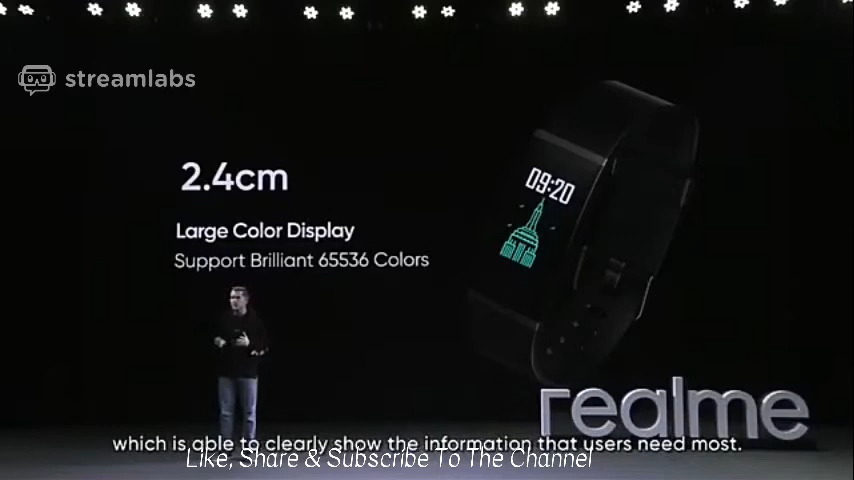 streamlabs
2.4cm
Large Color Display
Support Brilliant 65536 Colors
09:20
realme
which is able to clearly show the information that users need most.
Like, Share & Subscribe To The Channel